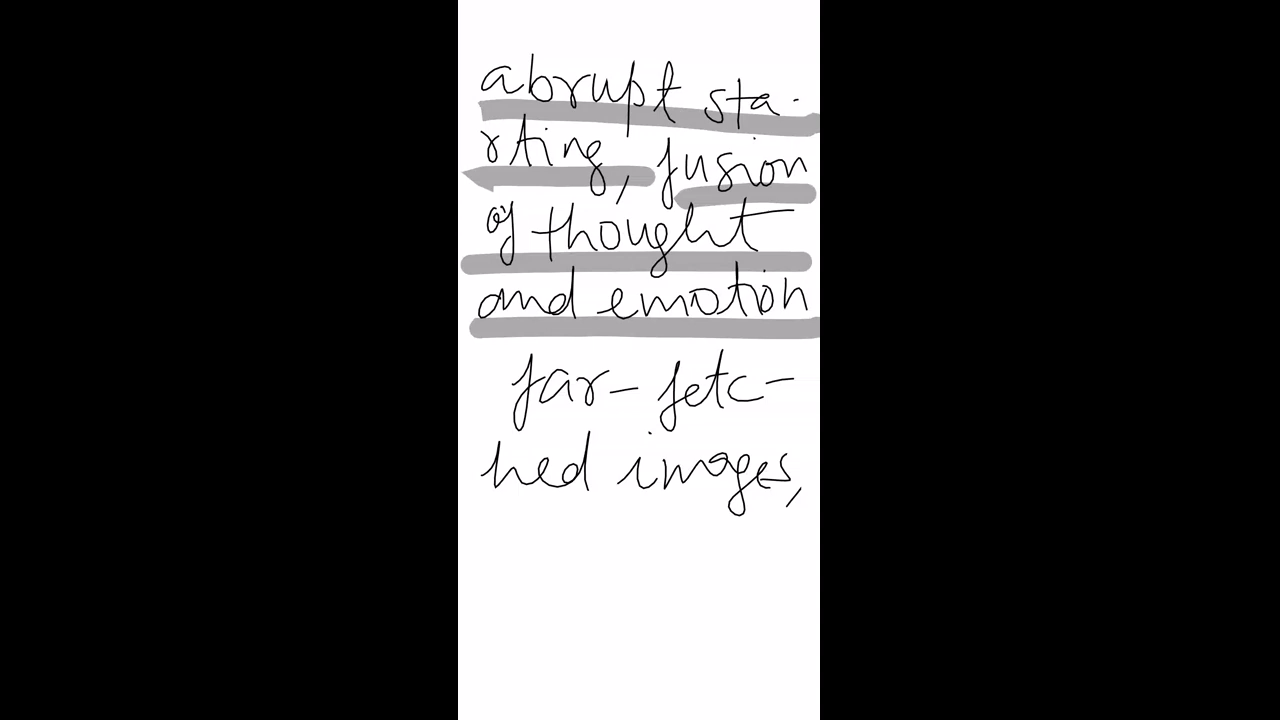 abrupt sta-
rting, fusion
of thought
and emotion
far-fetc-
hed images,